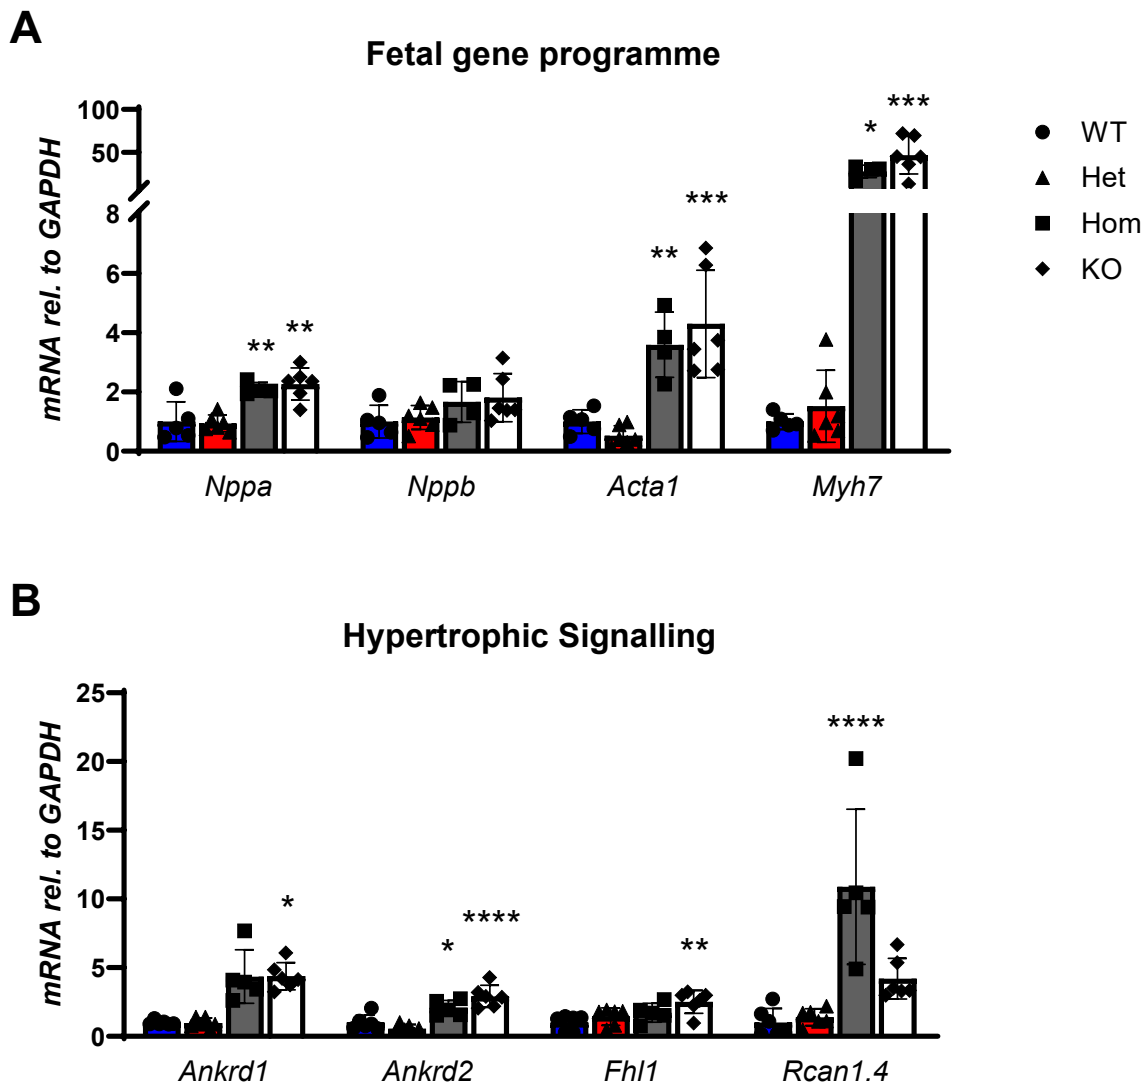 A
Fetal gene programme
mRNA rel. to GAPDH
100
50
8
6
4
2
0
** ** ** *** * ***
Nppa Nppb Acta1 Myh7
WT
Het
Hom
KO
B
Hypertrophic Signalling
mRNA rel. to GAPDH
25
20
15
10
5
0
* * **** ** ****
Ankrd1 Ankrd2 Fhl1 Rcan1.4